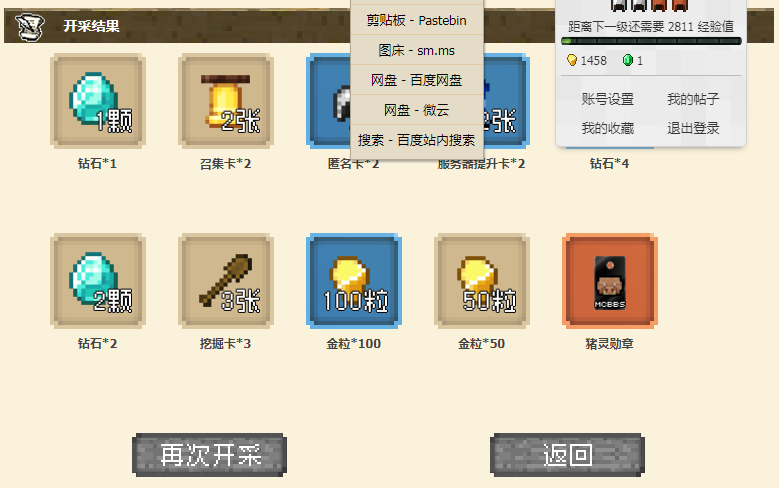 开采结果
剪贴板 - Pastebin
图床 - sm.ms
网盘 - 百度网盘
网盘 - 微云
搜索 - 百度站内搜索
距离下一级还需要 2811 经验值
1458
1
账号设置
我的帖子
我的收藏
退出登录
1颗
2张
2张
钻石*1
召集卡*2
匿名卡*2
服务器提升卡*2
钻石*4
2颗
3张
100粒
50粒
MCBBS
钻石*2
挖掘卡*3
金粒*100
金粒*50
猪灵勋章
再次开采
返回